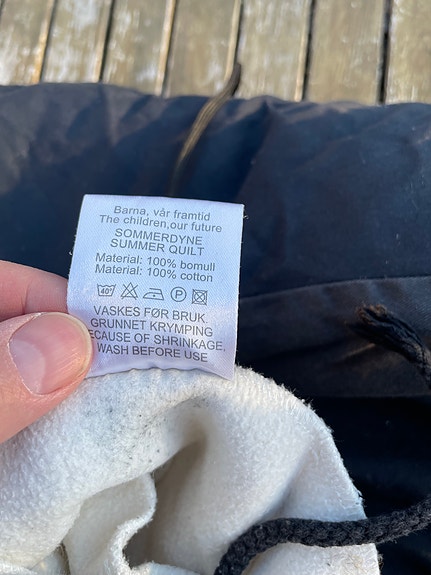 Barna, vår framtid
The children,our future
SOMMERDYNE
SUMMER QUILT
Material: 100% bomull
Material: 100% cotton
40° P
VASKES FØR BRUK
GRUNNET KRYMPING
ECAUSE OF SHRINKAGE,
WASH BEFORE USE